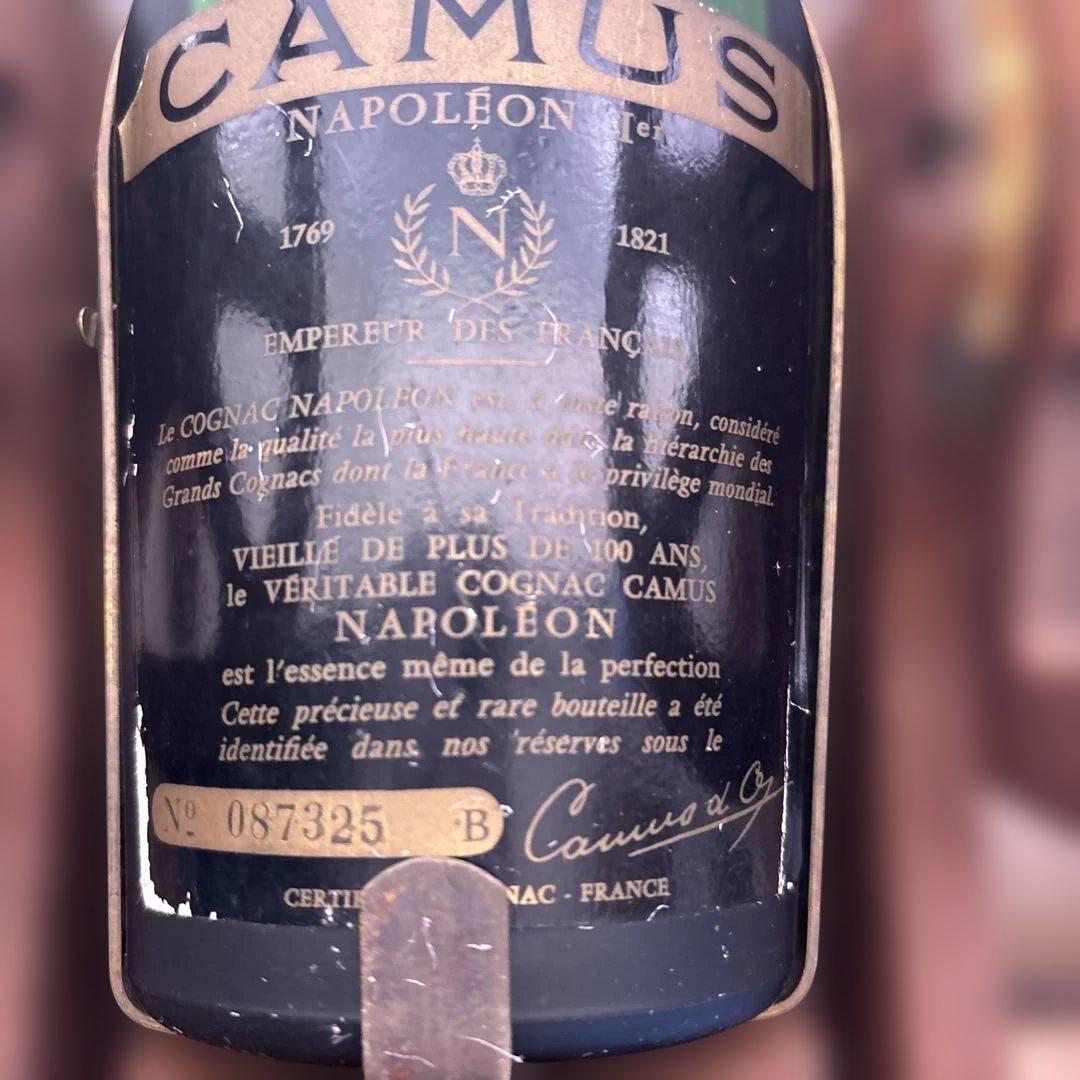 CAMUS
NAPOLÉON Ier
N
1769 1821
EMPEREUR DES FRANÇAIS
Le COGNAC NAPOLÉON est, à juste raison, considéré
comme la qualité la plus haute dans la hiérarchie des
Grands Cognacs dont la France a le privilège mondial.
Fidèle à sa Tradition,
VIEILLE DE PLUS DE 100 ANS,
le VÉRITABLE COGNAC CAMUS
NAPOLÉON
est l'essence même de la perfection
Cette précieuse et rare bouteille a été
identifiée dans nos réserves sous le
Nº 087325 B
CERTIF NAC - FRANCE